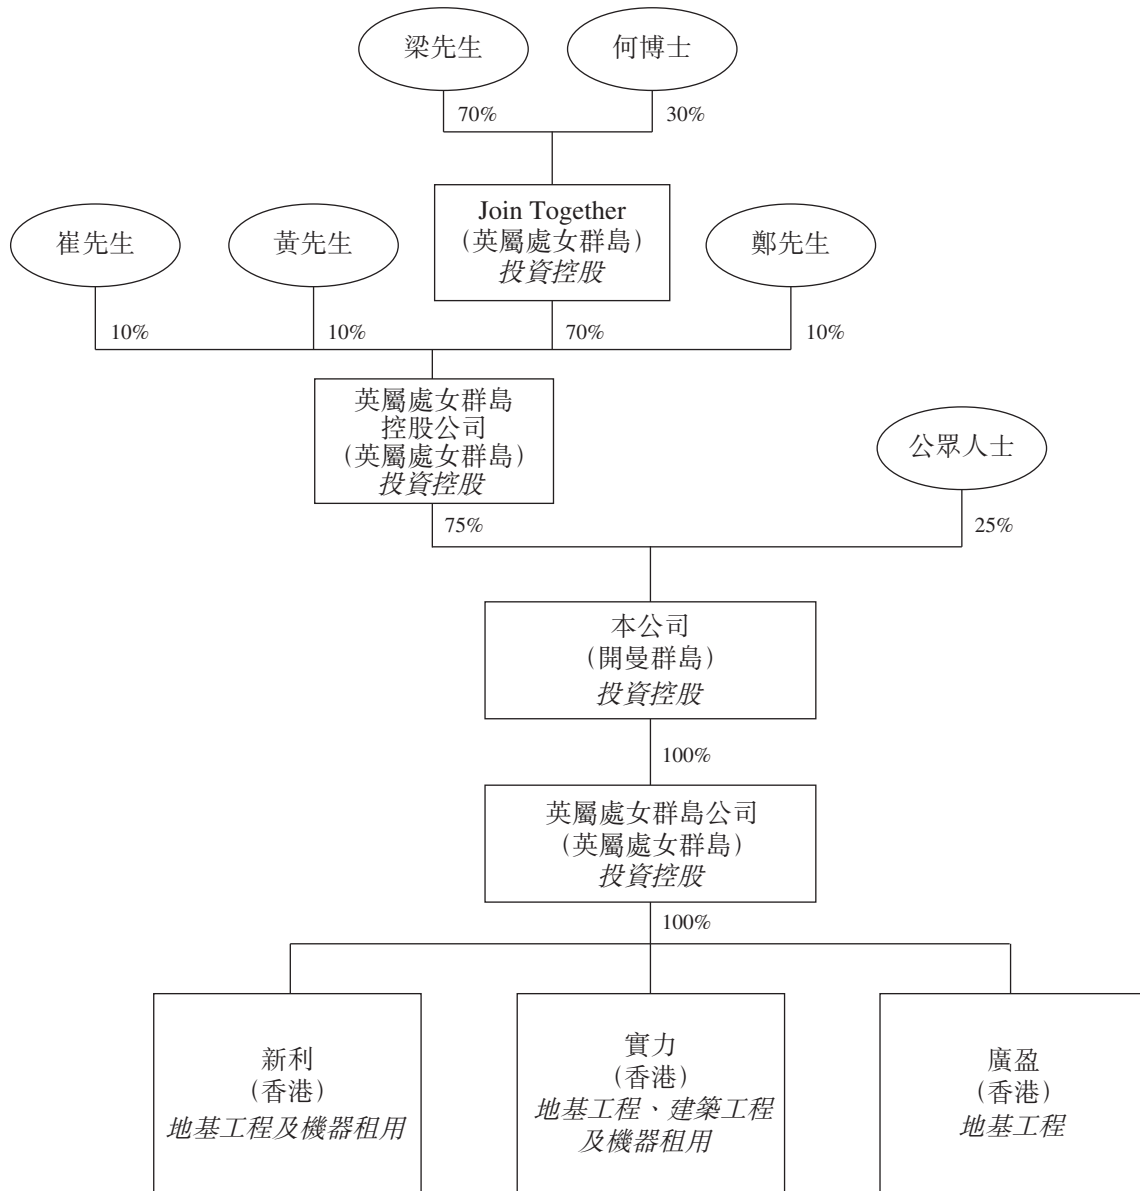 梁先生
何博士
70%
30%
Join Together
(英屬處女群島)
投資控股
崔先生
黃先生
鄭先生
10%
10%
70%
10%
英屬處女群島
控股公司
(英屬處女群島)
投資控股
公眾人士
75%
25%
本公司
(開曼群島)
投資控股
100%
英屬處女群島公司
(英屬處女群島)
投資控股
100%
新利
(香港)
地基工程及機器租用
實力
(香港)
地基工程、建築工程
及機器租用
廣盈
(香港)
地基工程